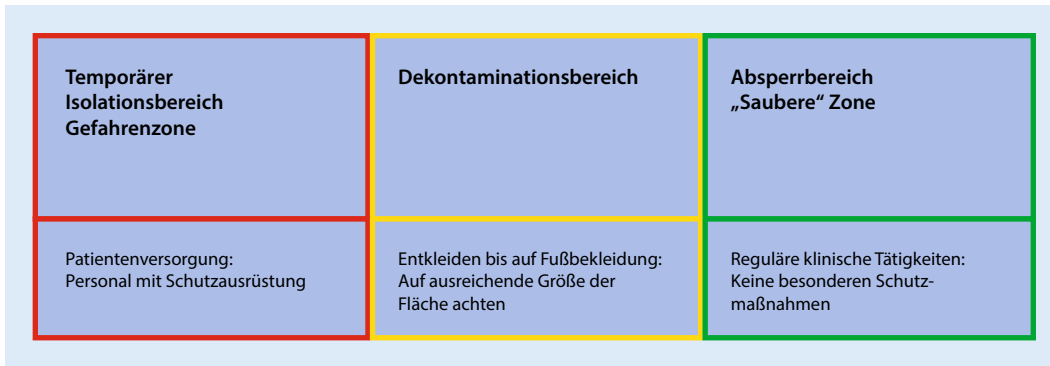 Temporärer
Isolationsbereich
Gefahrenzone
Dekontaminationsbereich
Absperrbereich
„Saubere“ Zone
Patientenversorgung:
Personal mit Schutzausrüstung
Entkleiden bis auf Fußbekleidung:
Auf ausreichende Größe der
Fläche achten
Reguläre klinische Tätigkeiten:
Keine besonderen Schutz-
maßnahmen